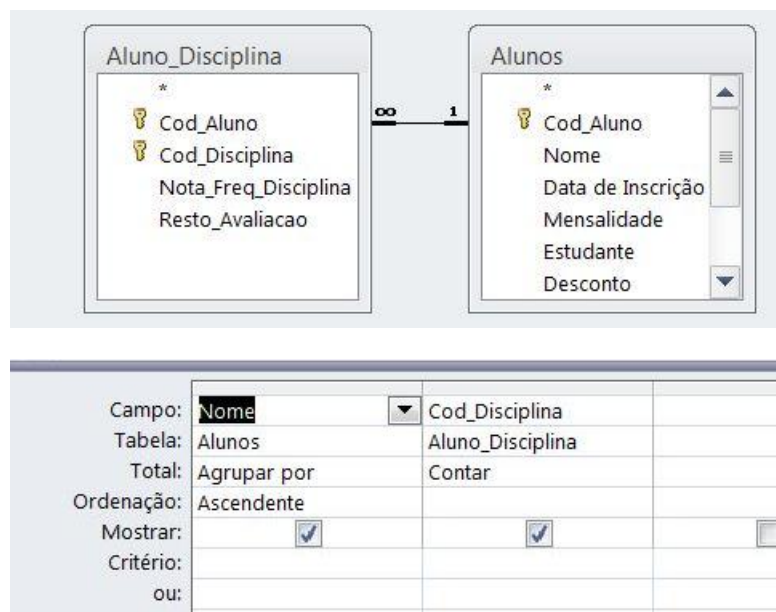 Aluno_Disciplina
*
Cod_Aluno
Cod_Disciplina
Nota_Freq_Disciplina
Resto_Avaliacao
∞ 1
Alunos
*
Cod_Aluno
Nome
Data de Inscrição
Mensalidade
Estudante
Desconto
Campo: Nome Cod_Disciplina
Tabela: Alunos Aluno_Disciplina
Total: Agrupar por Contar
Ordenação: Ascendente
Mostrar:
Critério:
ou: